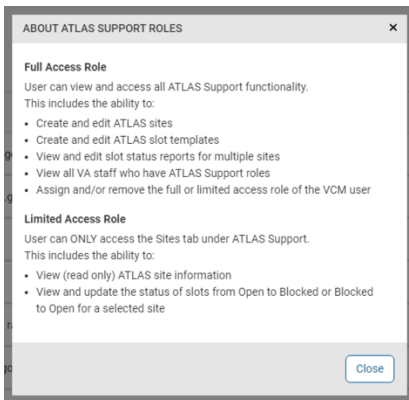 ABOUT ATLAS SUPPORT ROLES ×
Full Access Role
User can view and access all ATLAS Support functionality.
This includes the ability to:
• Create and edit ATLAS sites
• Create and edit ATLAS slot templates
• View and edit slot status reports for multiple sites
• View all VA staff who have ATLAS Support roles
• Assign and/or remove the full or limited access role of the VCM user
Limited Access Role
User can ONLY access the Sites tab under ATLAS Support.
This includes the ability to:
• View (read only) ATLAS site information
• View and update the status of slots from Open to Blocked or Blocked
to Open for a selected site
Close